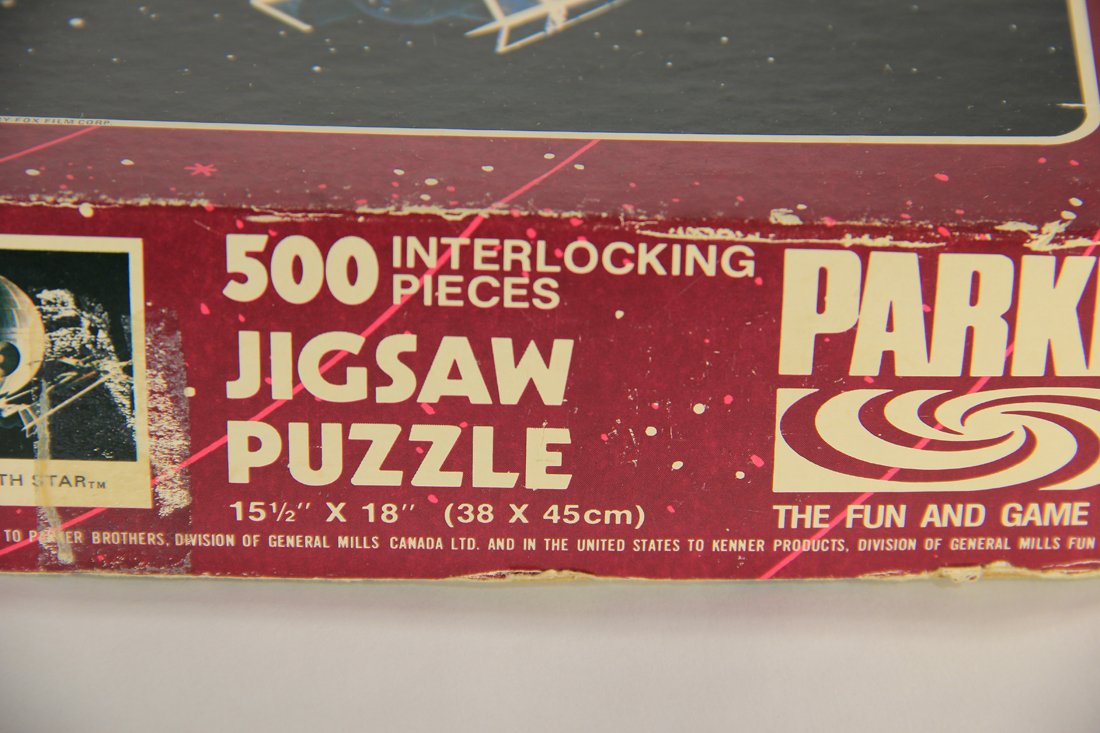 Y FOX FILM CORP.
500 INTERLOCKING
PIECES
JIGSAW
PUZZLE
15½" X 18" (38 X 45cm)
TH STAR™
PARK
THE FUN AND GAME
TO PARKER BROTHERS, DIVISION OF GENERAL MILLS CANADA LTD. AND IN THE UNITED STATES TO KENNER PRODUCTS, DIVISION OF GENERAL MILLS FUN